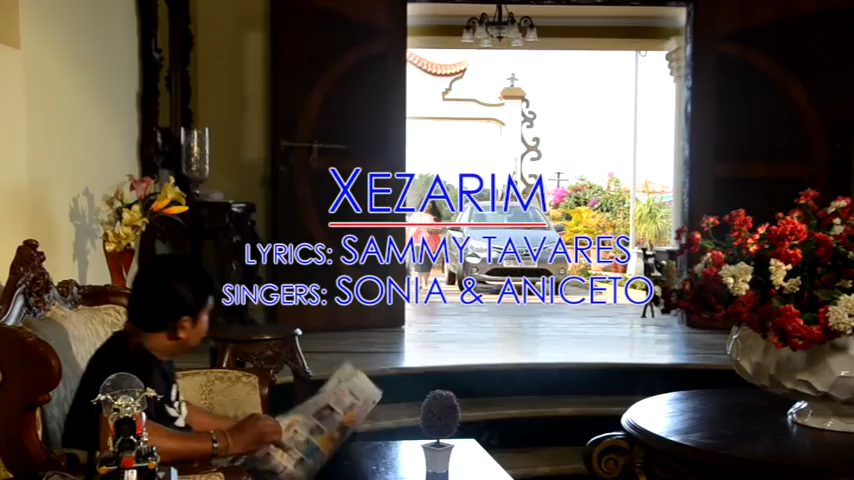 XEZARIM
LYRICS: SAMMY TAVARES
SINGERS: SONIA & ANICETO